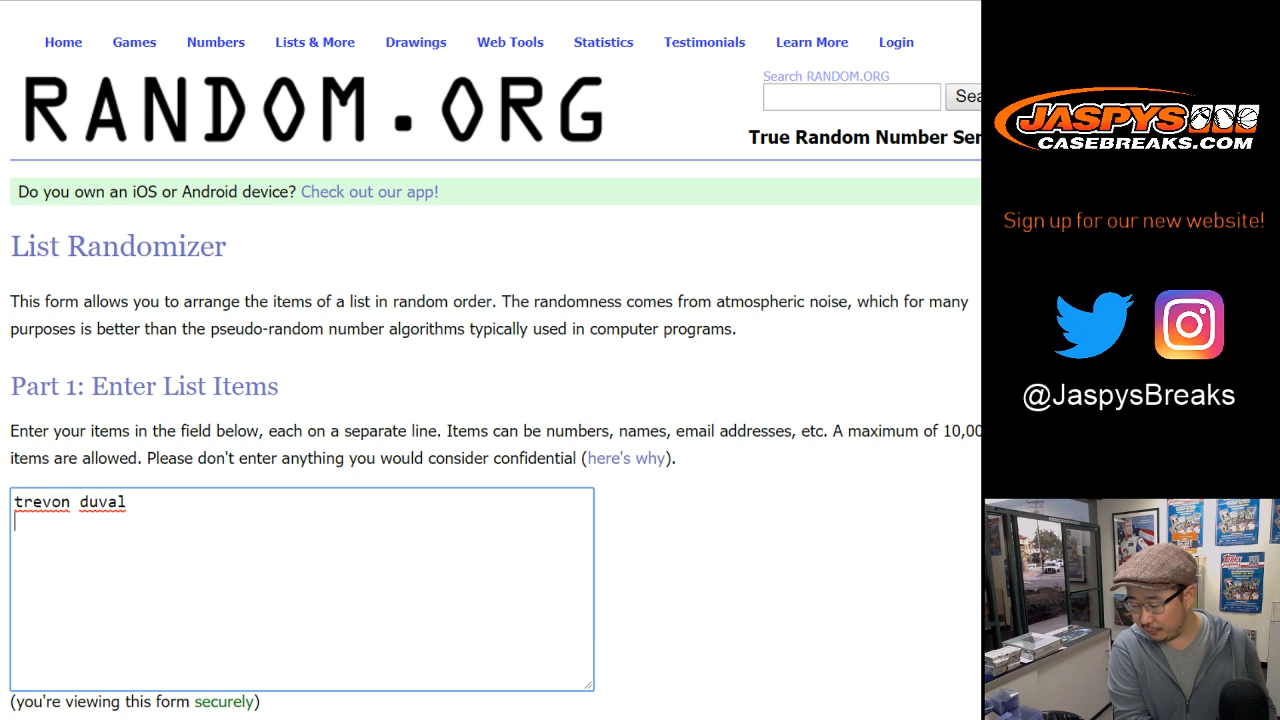 Home Games Numbers Lists & More Drawings Web Tools Statistics Testimonials Learn More Login
RANDOM.ORG
Search RANDOM.ORG
Sea
True Random Number Ser
Do you own an iOS or Android device? Check out our app!
List Randomizer
This form allows you to arrange the items of a list in random order. The randomness comes from atmospheric noise, which for many
purposes is better than the pseudo-random number algorithms typically used in computer programs.
Part 1: Enter List Items
Enter your items in the field below, each on a separate line. Items can be numbers, names, email addresses, etc. A maximum of 10,00
items are allowed. Please don't enter anything you would consider confidential (here's why).
trevon duval
(you're viewing this form securely)
JASPYS
CASEBREAKS.COM
Sign up for our new website!
@JaspysBreaks